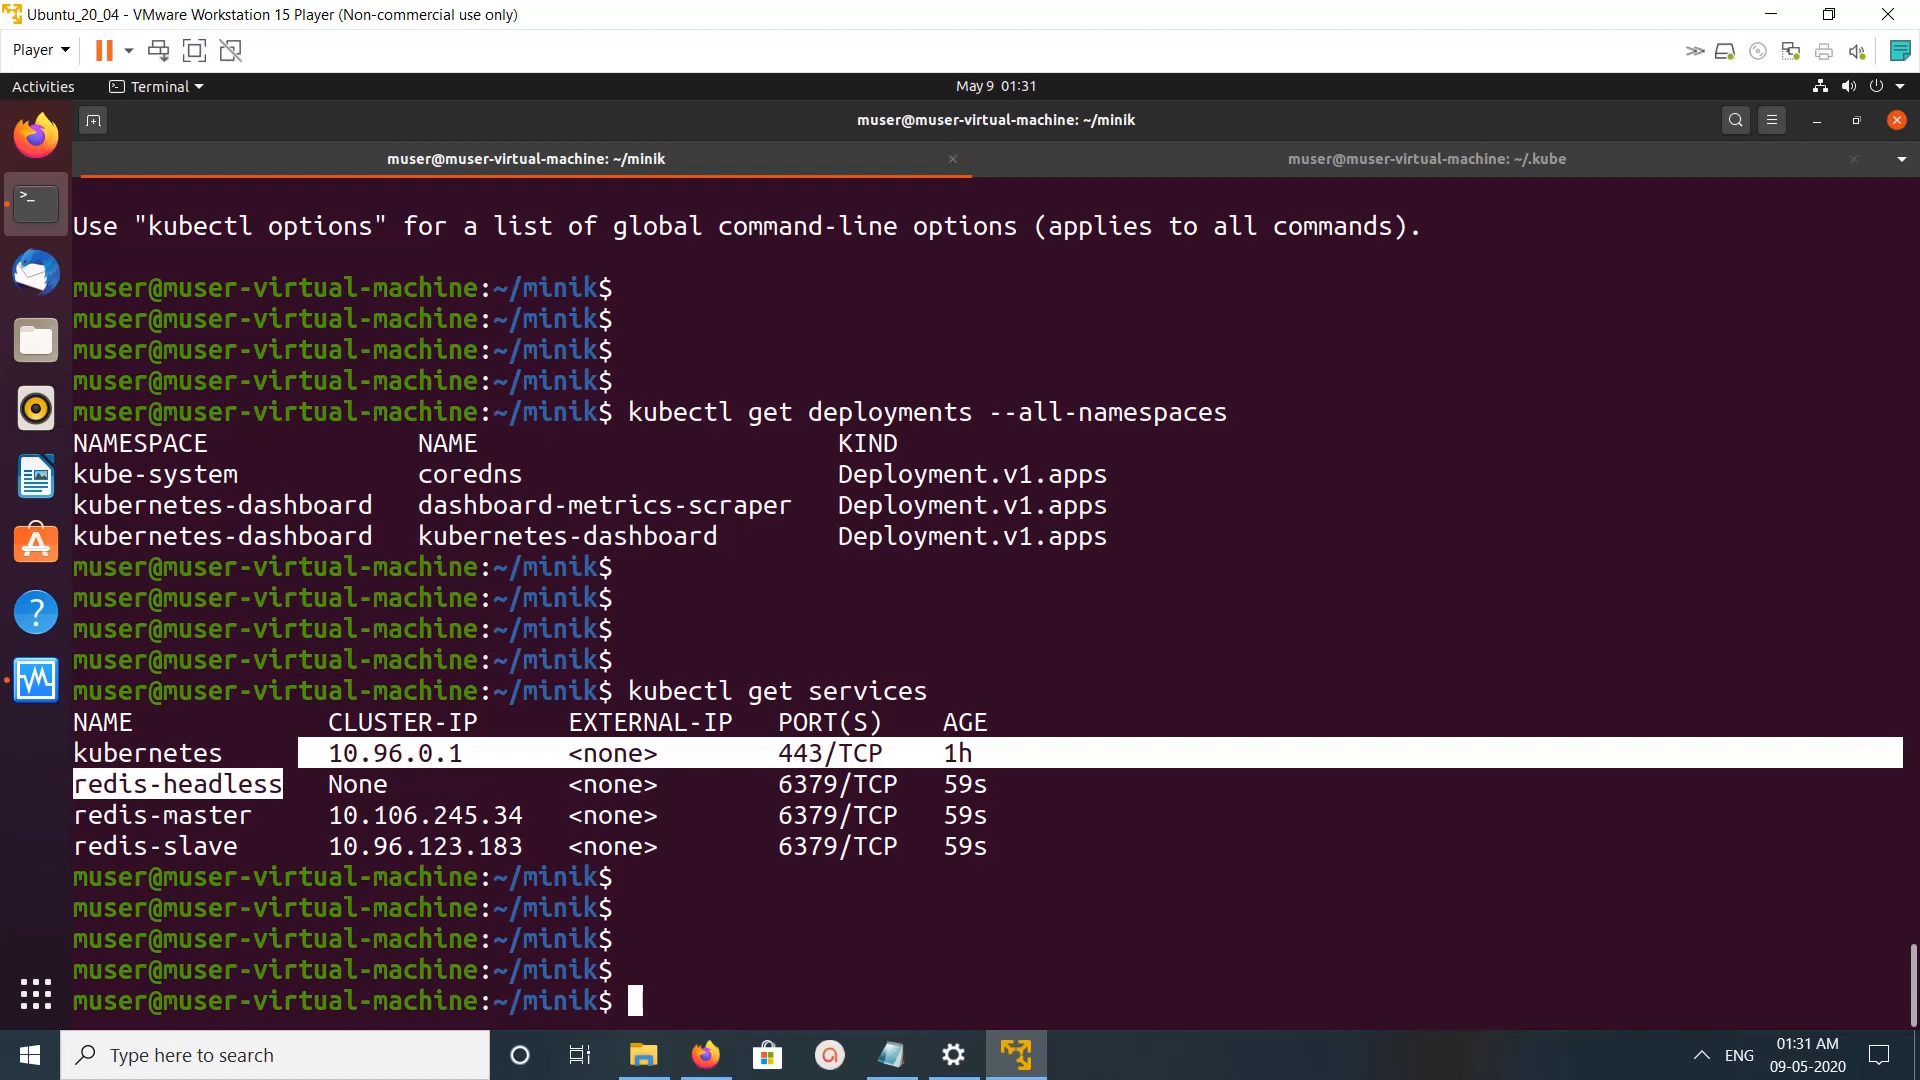 Ubuntu_20_04 - VMware Workstation 15 Player (Non-commercial use only)
Player
Activities
Terminal
May 9 01:31
muser@muser-virtual-machine: ~/minik
muser@muser-virtual-machine: ~/minik
muser@muser-virtual-machine: ~/.kube
Use "kubectl options" for a list of global command-line options (applies to all commands).
muser@muser-virtual-machine:~/minik$
muser@muser-virtual-machine:~/minik$
muser@muser-virtual-machine:~/minik$
muser@muser-virtual-machine:~/minik$
muser@muser-virtual-machine:~/minik$ kubectl get deployments --all-namespaces
NAMESPACE NAME KIND
kube-system coredns Deployment.v1.apps
kubernetes-dashboard dashboard-metrics-scraper Deployment.v1.apps
kubernetes-dashboard kubernetes-dashboard Deployment.v1.apps
muser@muser-virtual-machine:~/minik$
muser@muser-virtual-machine:~/minik$
muser@muser-virtual-machine:~/minik$
muser@muser-virtual-machine:~/minik$
muser@muser-virtual-machine:~/minik$ kubectl get services
NAME CLUSTER-IP EXTERNAL-IP PORT(S) AGE
kubernetes 10.96.0.1 <none> 443/TCP 1h
redis-headless None <none> 6379/TCP 59s
redis-master 10.106.245.34 <none> 6379/TCP 59s
redis-slave 10.96.123.183 <none> 6379/TCP 59s
muser@muser-virtual-machine:~/minik$
muser@muser-virtual-machine:~/minik$
muser@muser-virtual-machine:~/minik$
muser@muser-virtual-machine:~/minik$
muser@muser-virtual-machine:~/minik$
Type here to search
ENG
01:31 AM
09-05-2020